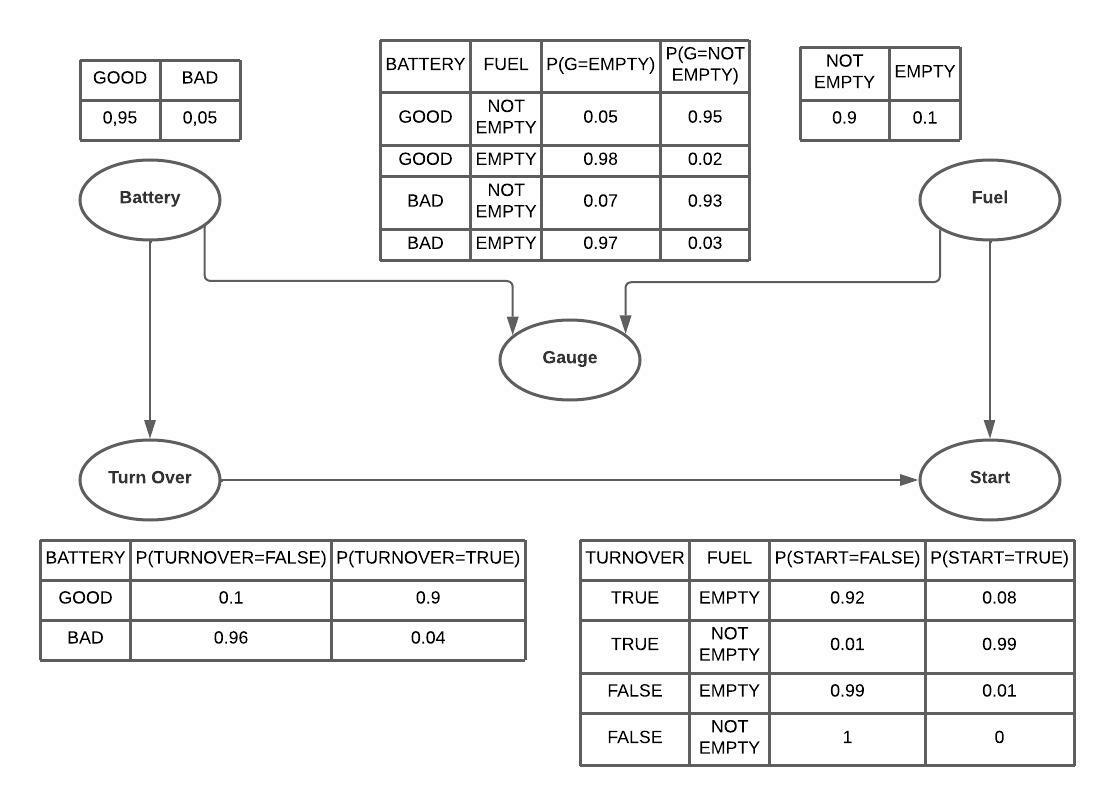 GOOD BAD
0,95 0,05
Battery
BATTERY FUEL P(G=EMPTY) P(G=NOT
EMPTY)
GOOD NOT
EMPTY 0.05 0.95
GOOD EMPTY 0.98 0.02
BAD NOT
EMPTY 0.07 0.93
BAD EMPTY 0.97 0.03
NOT
EMPTY EMPTY
0.9 0.1
Fuel
Gauge
Turn Over
Start
BATTERY P(TURNOVER=FALSE) P(TURNOVER=TRUE)
GOOD 0.1 0.9
BAD 0.96 0.04
TURNOVER FUEL P(START=FALSE) P(START=TRUE)
TRUE EMPTY 0.92 0.08
TRUE NOT
EMPTY 0.01 0.99
FALSE EMPTY 0.99 0.01
FALSE NOT
EMPTY 1 0